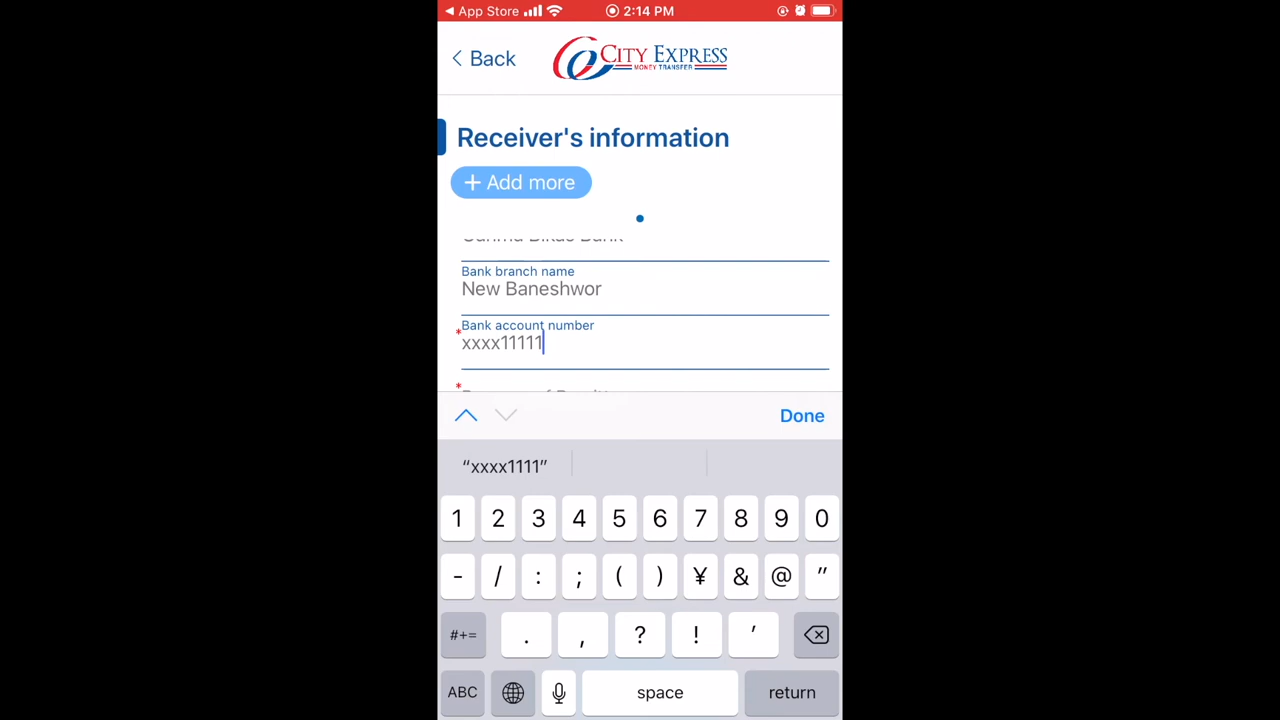 ◀ App Store 2:14 PM
Back
CITY EXPRESS
MONEY TRANSFER
Receiver's information
+ Add more
Bank branch name
New Baneshwor
Bank account number
*
xxxx11111
*
Done
“xxxx1111”
1 2 3 4 5 6 7 8 9 0
- / : ; ( ) ¥ & @ "
#+= . , ? ! '
ABC space return